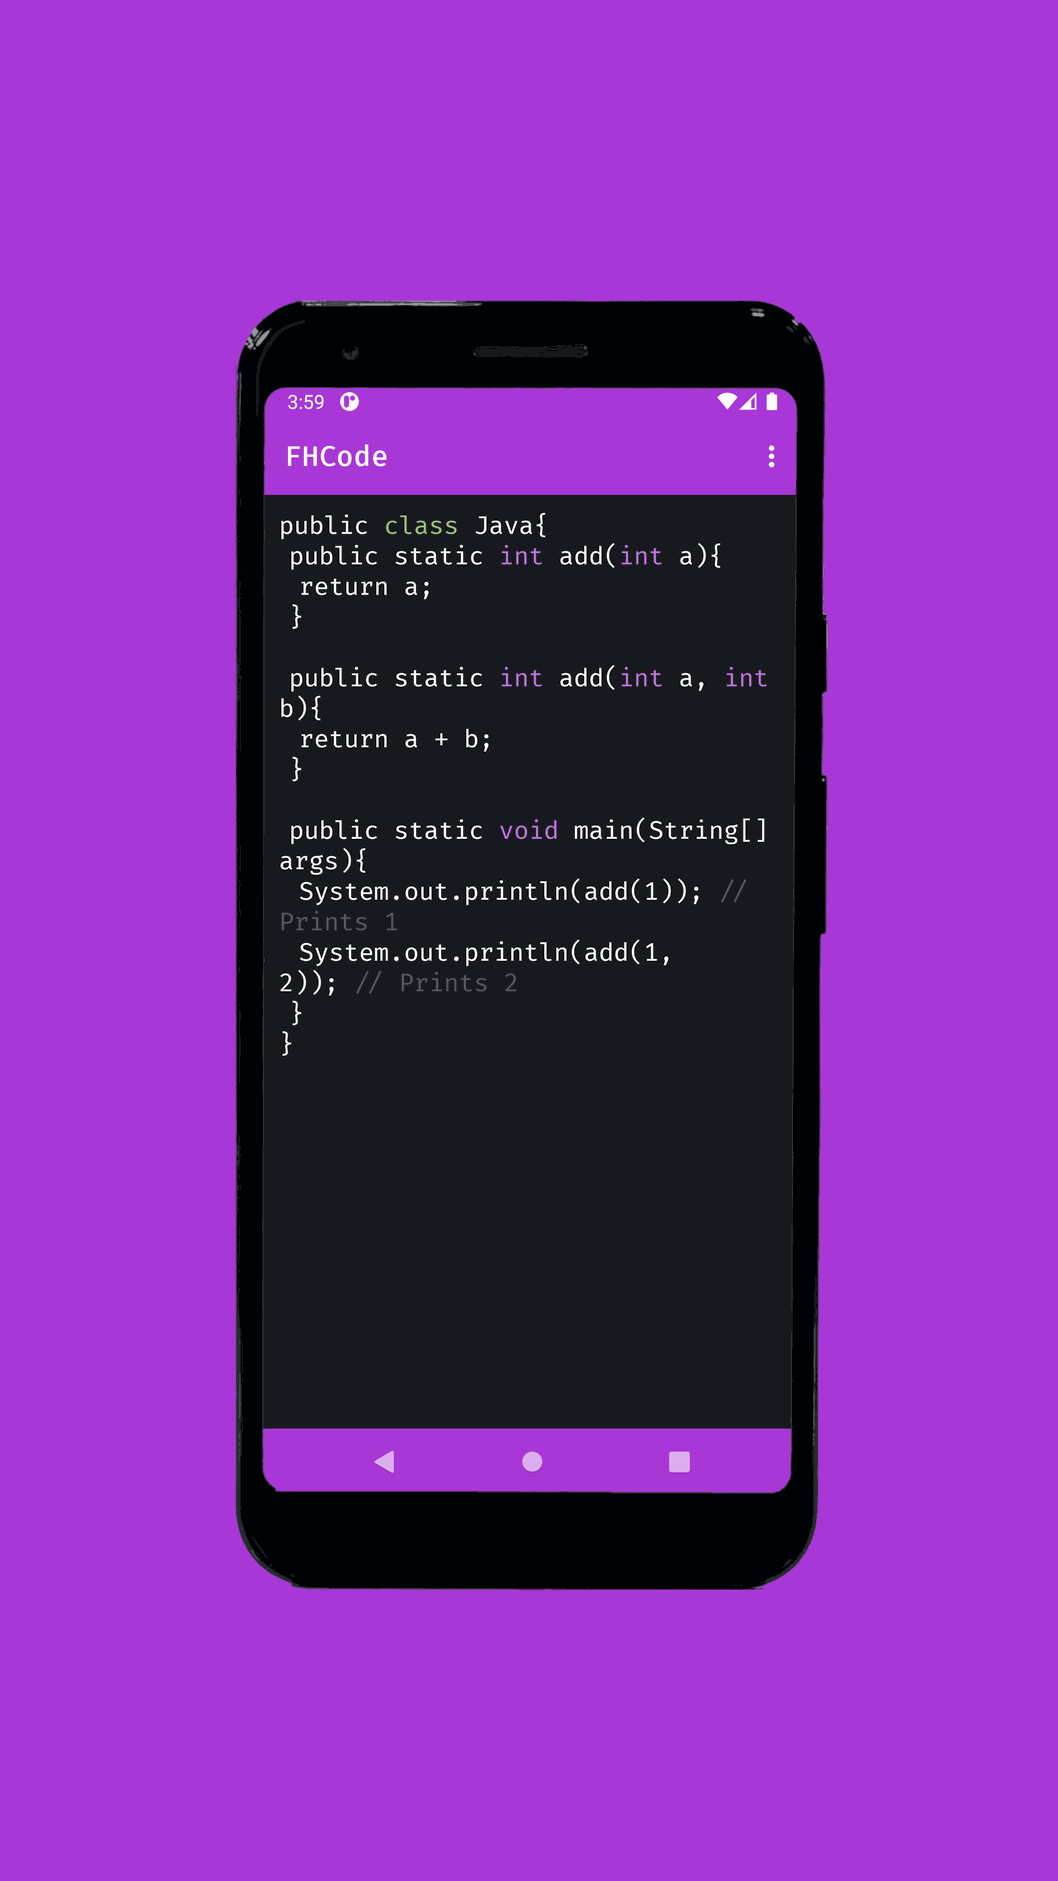 3:59
FHCode
public class Java{
public static int add(int a){
return a;
}
public static int add(int a, int
b){
return a + b;
}
public static void main(String[]
args){
System.out.println(add(1)); //
Prints 1
System.out.println(add(1,
2)); // Prints 2
}
}